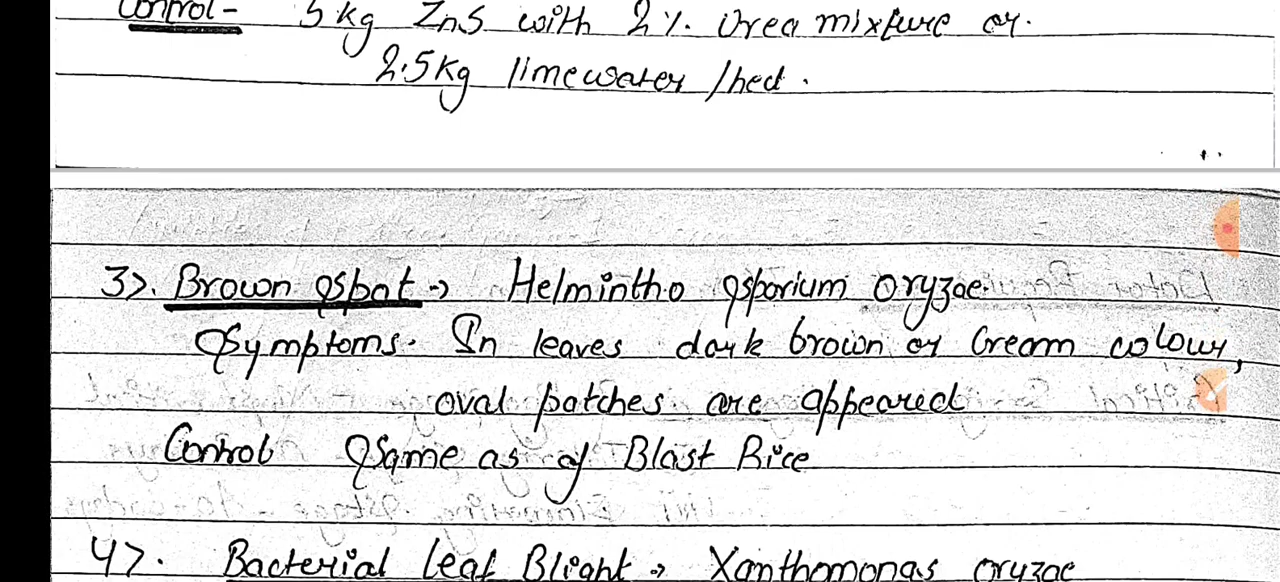 Control- 5 kg ZnS with 2%. Urea mixture or.
2.5kg limewater /hed.
3>. Brown spot → Helmintho sporium oryzae.
Symptoms. In leaves dark brown or Cream colour,
oval patches are appeared
Control Same as of Blast Rice
4>. Bacterial leaf Blight → Xanthomonas oryzae